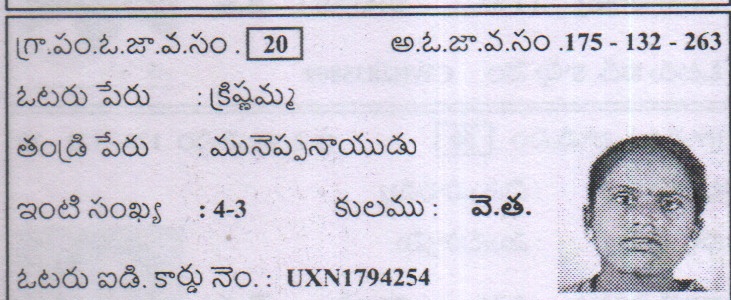 గ్రా.పం.ఓ.జా.వ.సం . 20 అ.ఓ.జా.వ.సం .175 - 132 - 263
ఓటరు పేరు : క్రిష్ణమ్మ
తండ్రి పేరు : మునెప్పనాయుడు
ఇంటి సంఖ్య : 4-3 కులము : వె.త.
ఓటరు ఐడి. కార్డు నెం. : UXN1794254